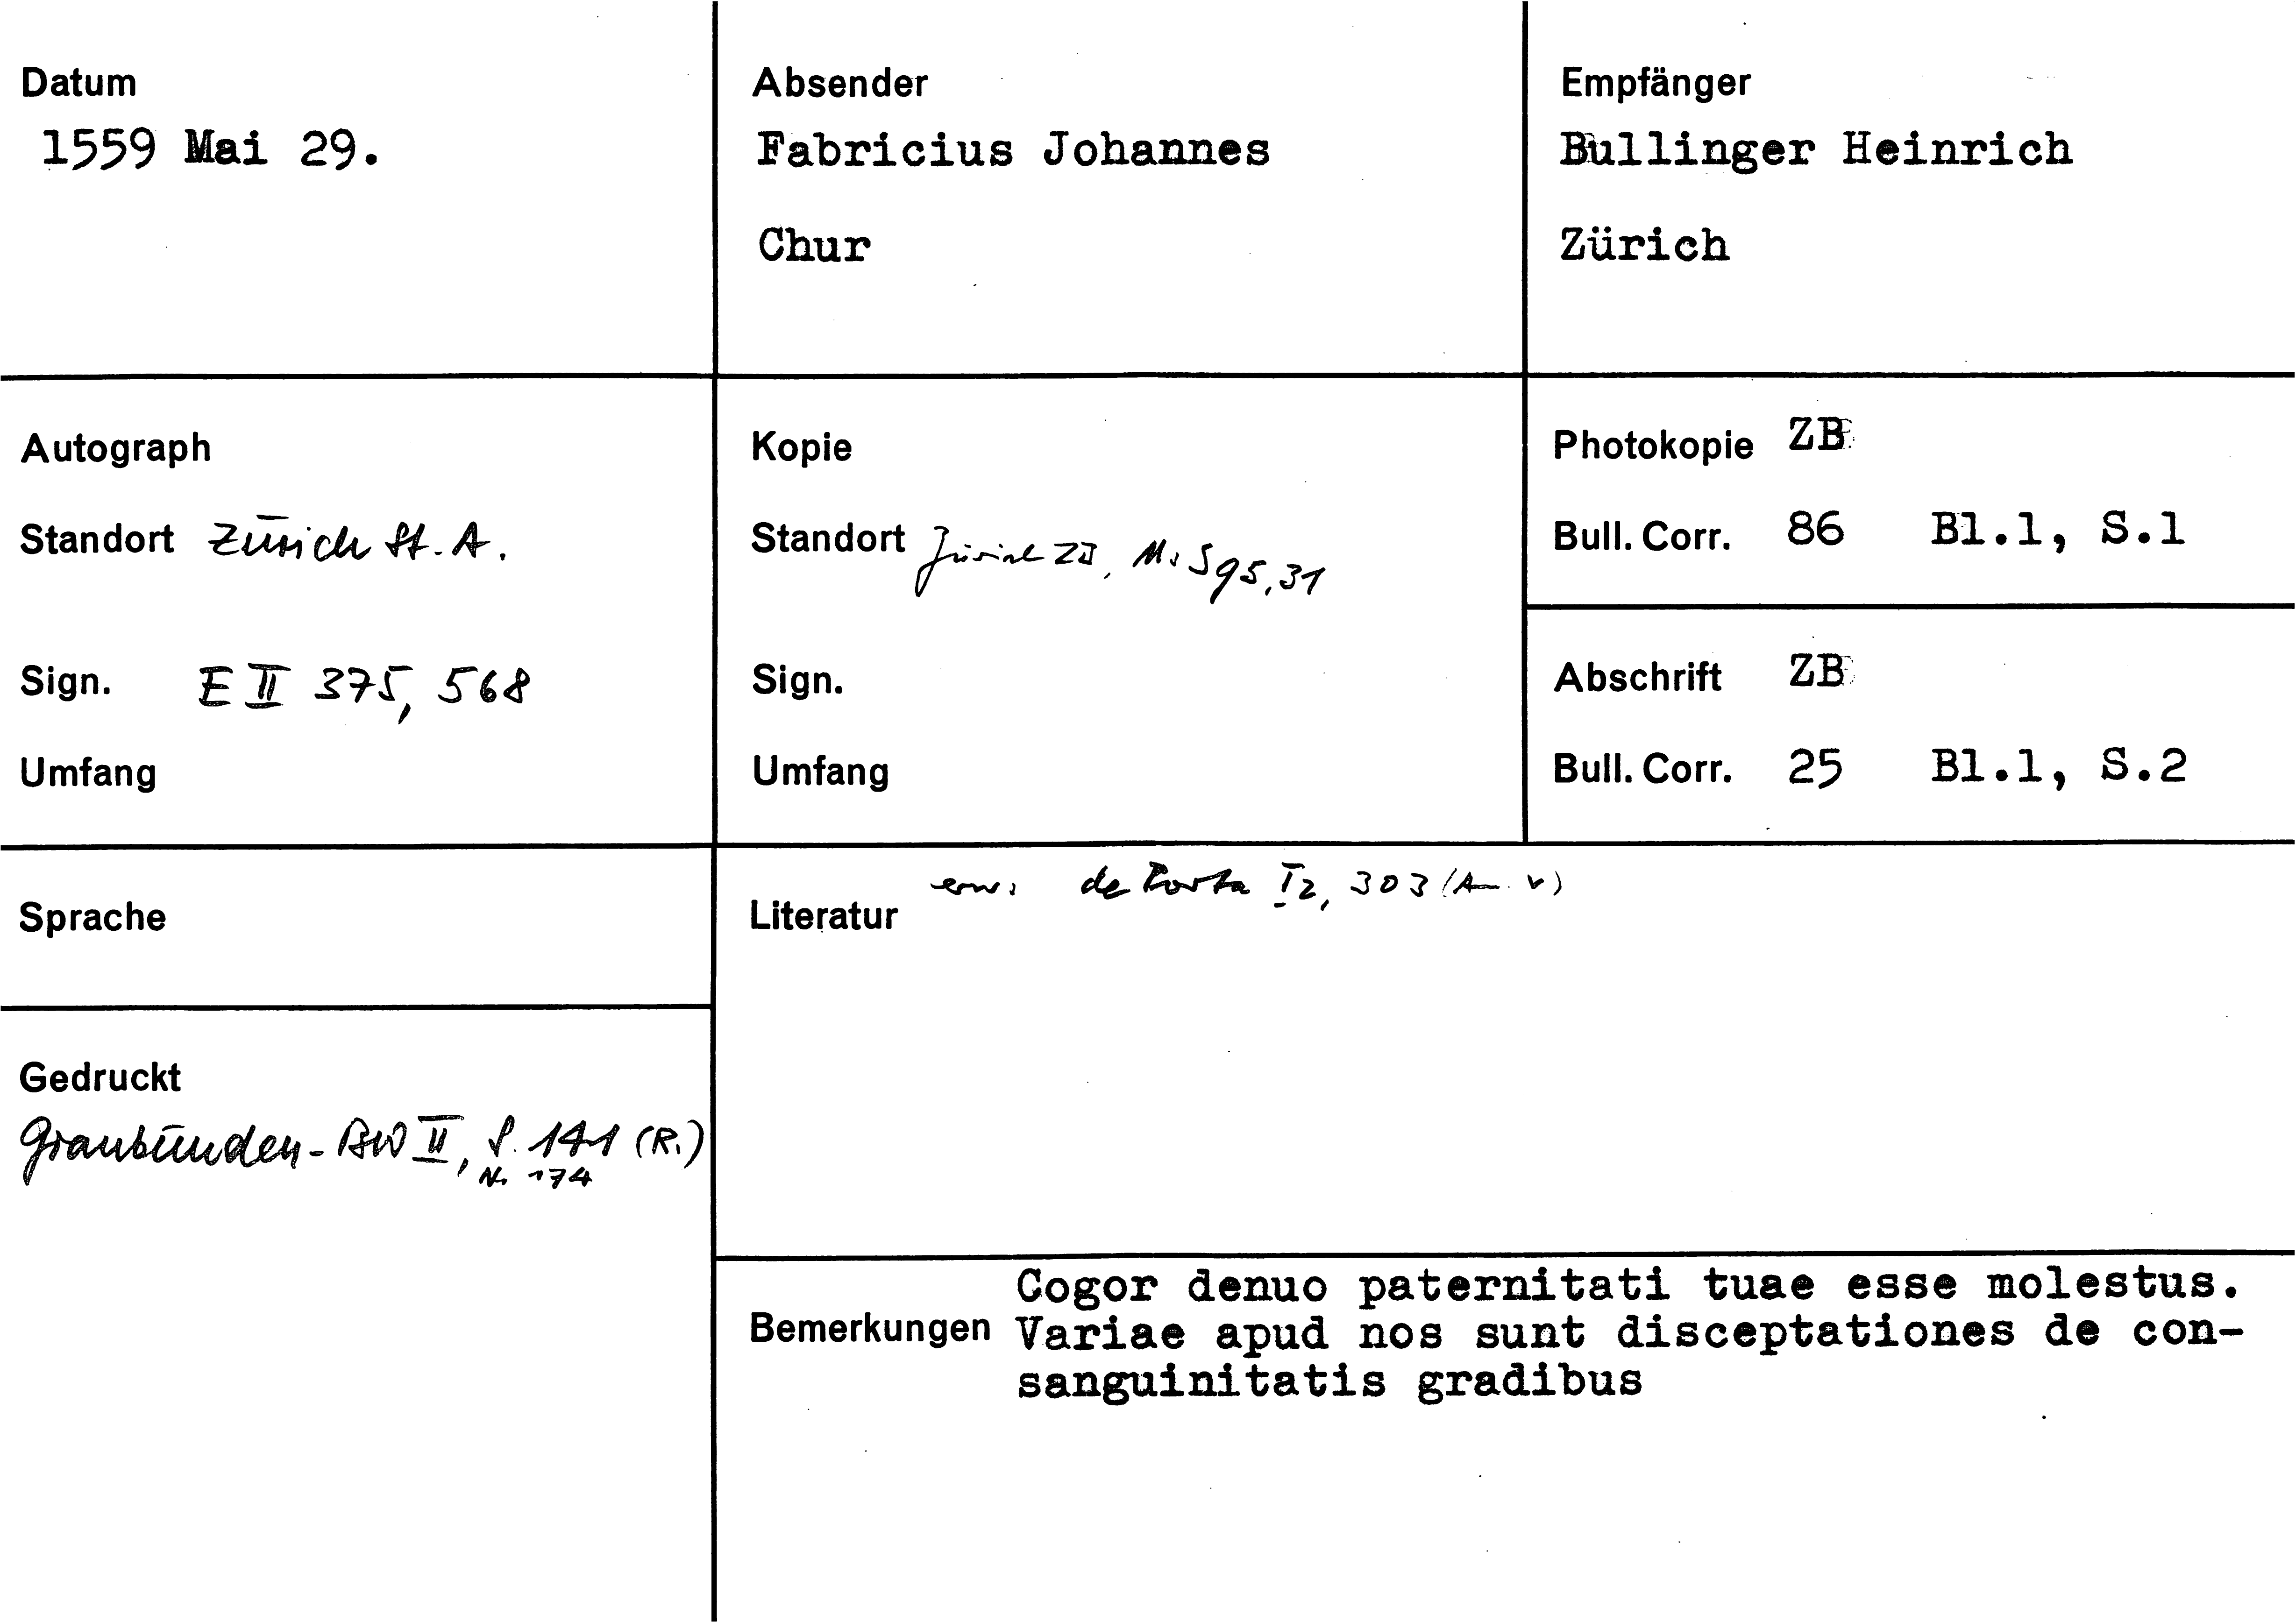 Datum
1559 Mai 29.
Absender
Fabricius Johannes
Chur
Empfänger
Bullinger Heinrich
Zürich
Autograph
Standort Zürich St. A.
Sign. E II 375, 568
Umfang
Kopie
Standort Zürich ZB, Ms S 95, 31
Sign.
Umfang
Photokopie ZB
Bull. Corr. 86 Bl.1, S.1
Abschrift ZB
Bull. Corr. 25 Bl.1, S.2
Sprache
Gedruckt
Graubünden-BW II, S. 141 (R.)
N. 174
Literatur
de Porta I 2, 303
Bemerkungen
Cogor denuo paternitati tuae esse molestus.
Variae apud nos sunt disceptationes de con-
sanguinitatis gradibus